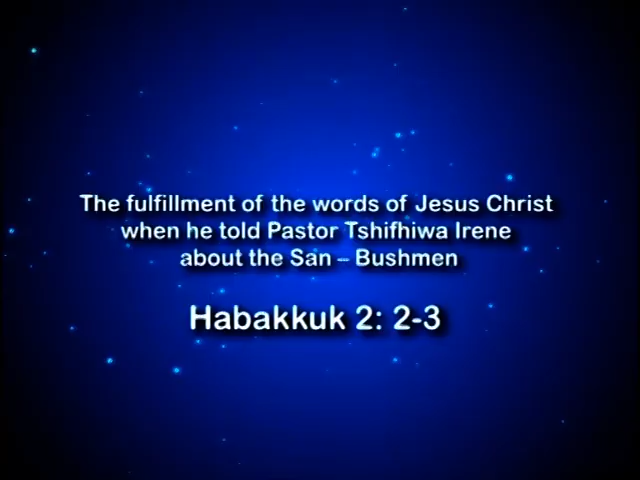 The fulfillment of the words of Jesus Christ
when he told Pastor Tshifhiwa Irene
about the San – Bushmen
Habakkuk 2: 2-3